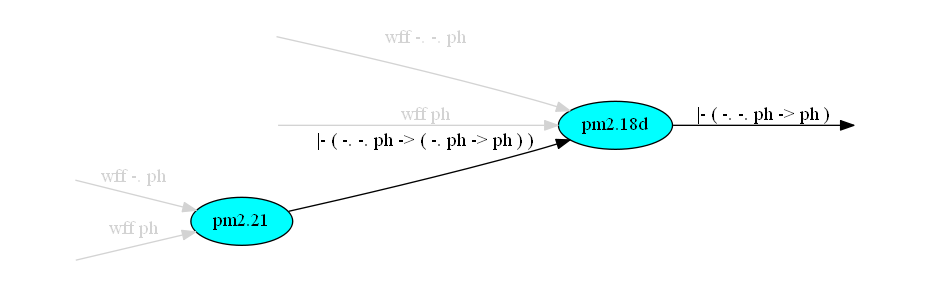 wff -. -. ph
wff ph
|- ( -. -. ph -> ph )
pm2.18d
|- ( -. -. ph -> ( -. ph -> ph ) )
wff -. ph
pm2.21
wff ph